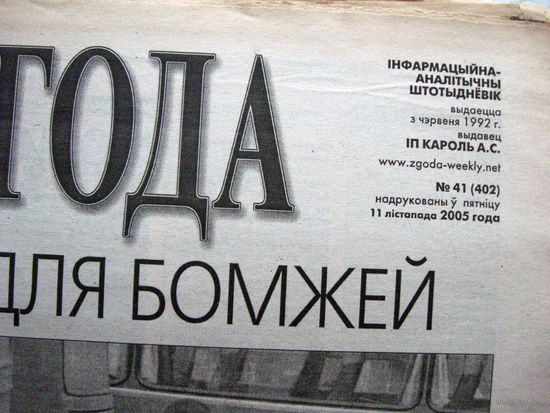 ГОДА
ІНФАРМАЦЫЙНА-
АНАЛІТЫЧНЫ
ШТОТЫДНЁВІК
выдаецца
з чэрвеня 1992 г.
выдавец
ІП КАРОЛЬ А.С.
www.zgoda-weekly.net
№ 41 (402)
надрукованы ў пятніцу
11 лістапада 2005 года
ДЛЯ БОМЖЕЙ